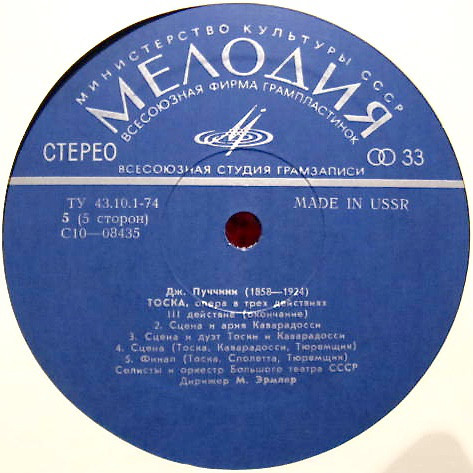 МИНИСТЕРСТВО КУЛЬТУРЫ СССР
МЕЛОДИЯ
ВСЕСОЮЗНАЯ ФИРМА ГРАМПЛАСТИНОК
СТЕРЕО
33
ВСЕСОЮЗНАЯ СТУДИЯ ГРАМЗАПИСИ
ТУ 43.10.1-74 MADE IN USSR
5 (5 сторон)
С10—08435
Дж. Пуччини (1858—1924)
ТОСКА, опера в трех действиях
III действие (окончание)
2. Сцена и ария Каварадосси
3. Сцена и дуэт Тоски и Каварадосси
4. Сцена (Тоска, Каварадосси, Тюремщик)
5. Финал (Тоска, Сполетта, Тюремщик)
Солисты и оркестр Большого театра СССР
Дирижер М. Эрмлер